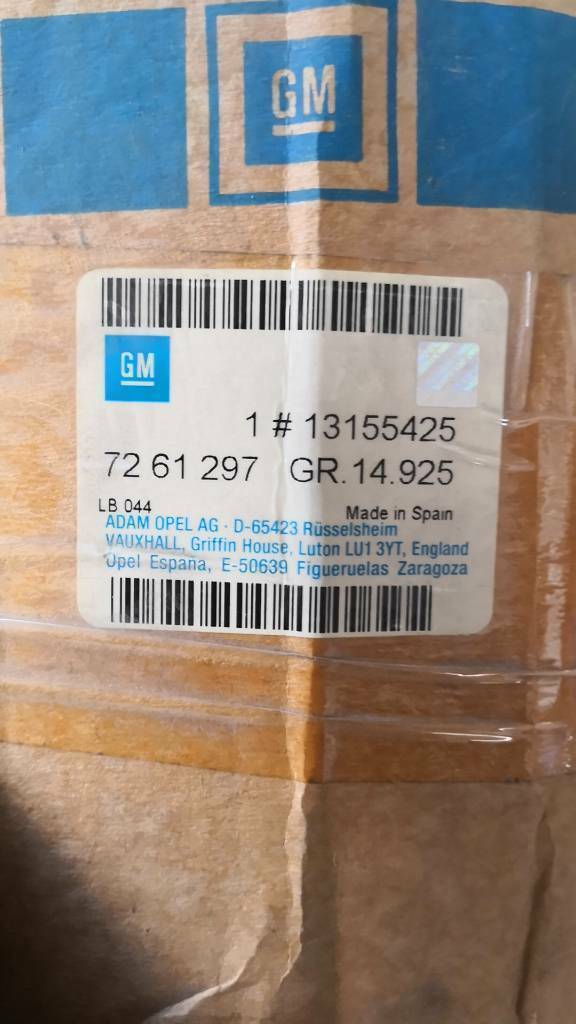 GM
GM
1 # 13155425
72 61 297 GR.14.925
LB 044 Made in Spain
ADAM OPEL AG · D-65423 Rüsselsheim
VAUXHALL, Griffin House, Luton LU1 3YT, England
Opel España, E-50639 Figueruelas Zaragoza